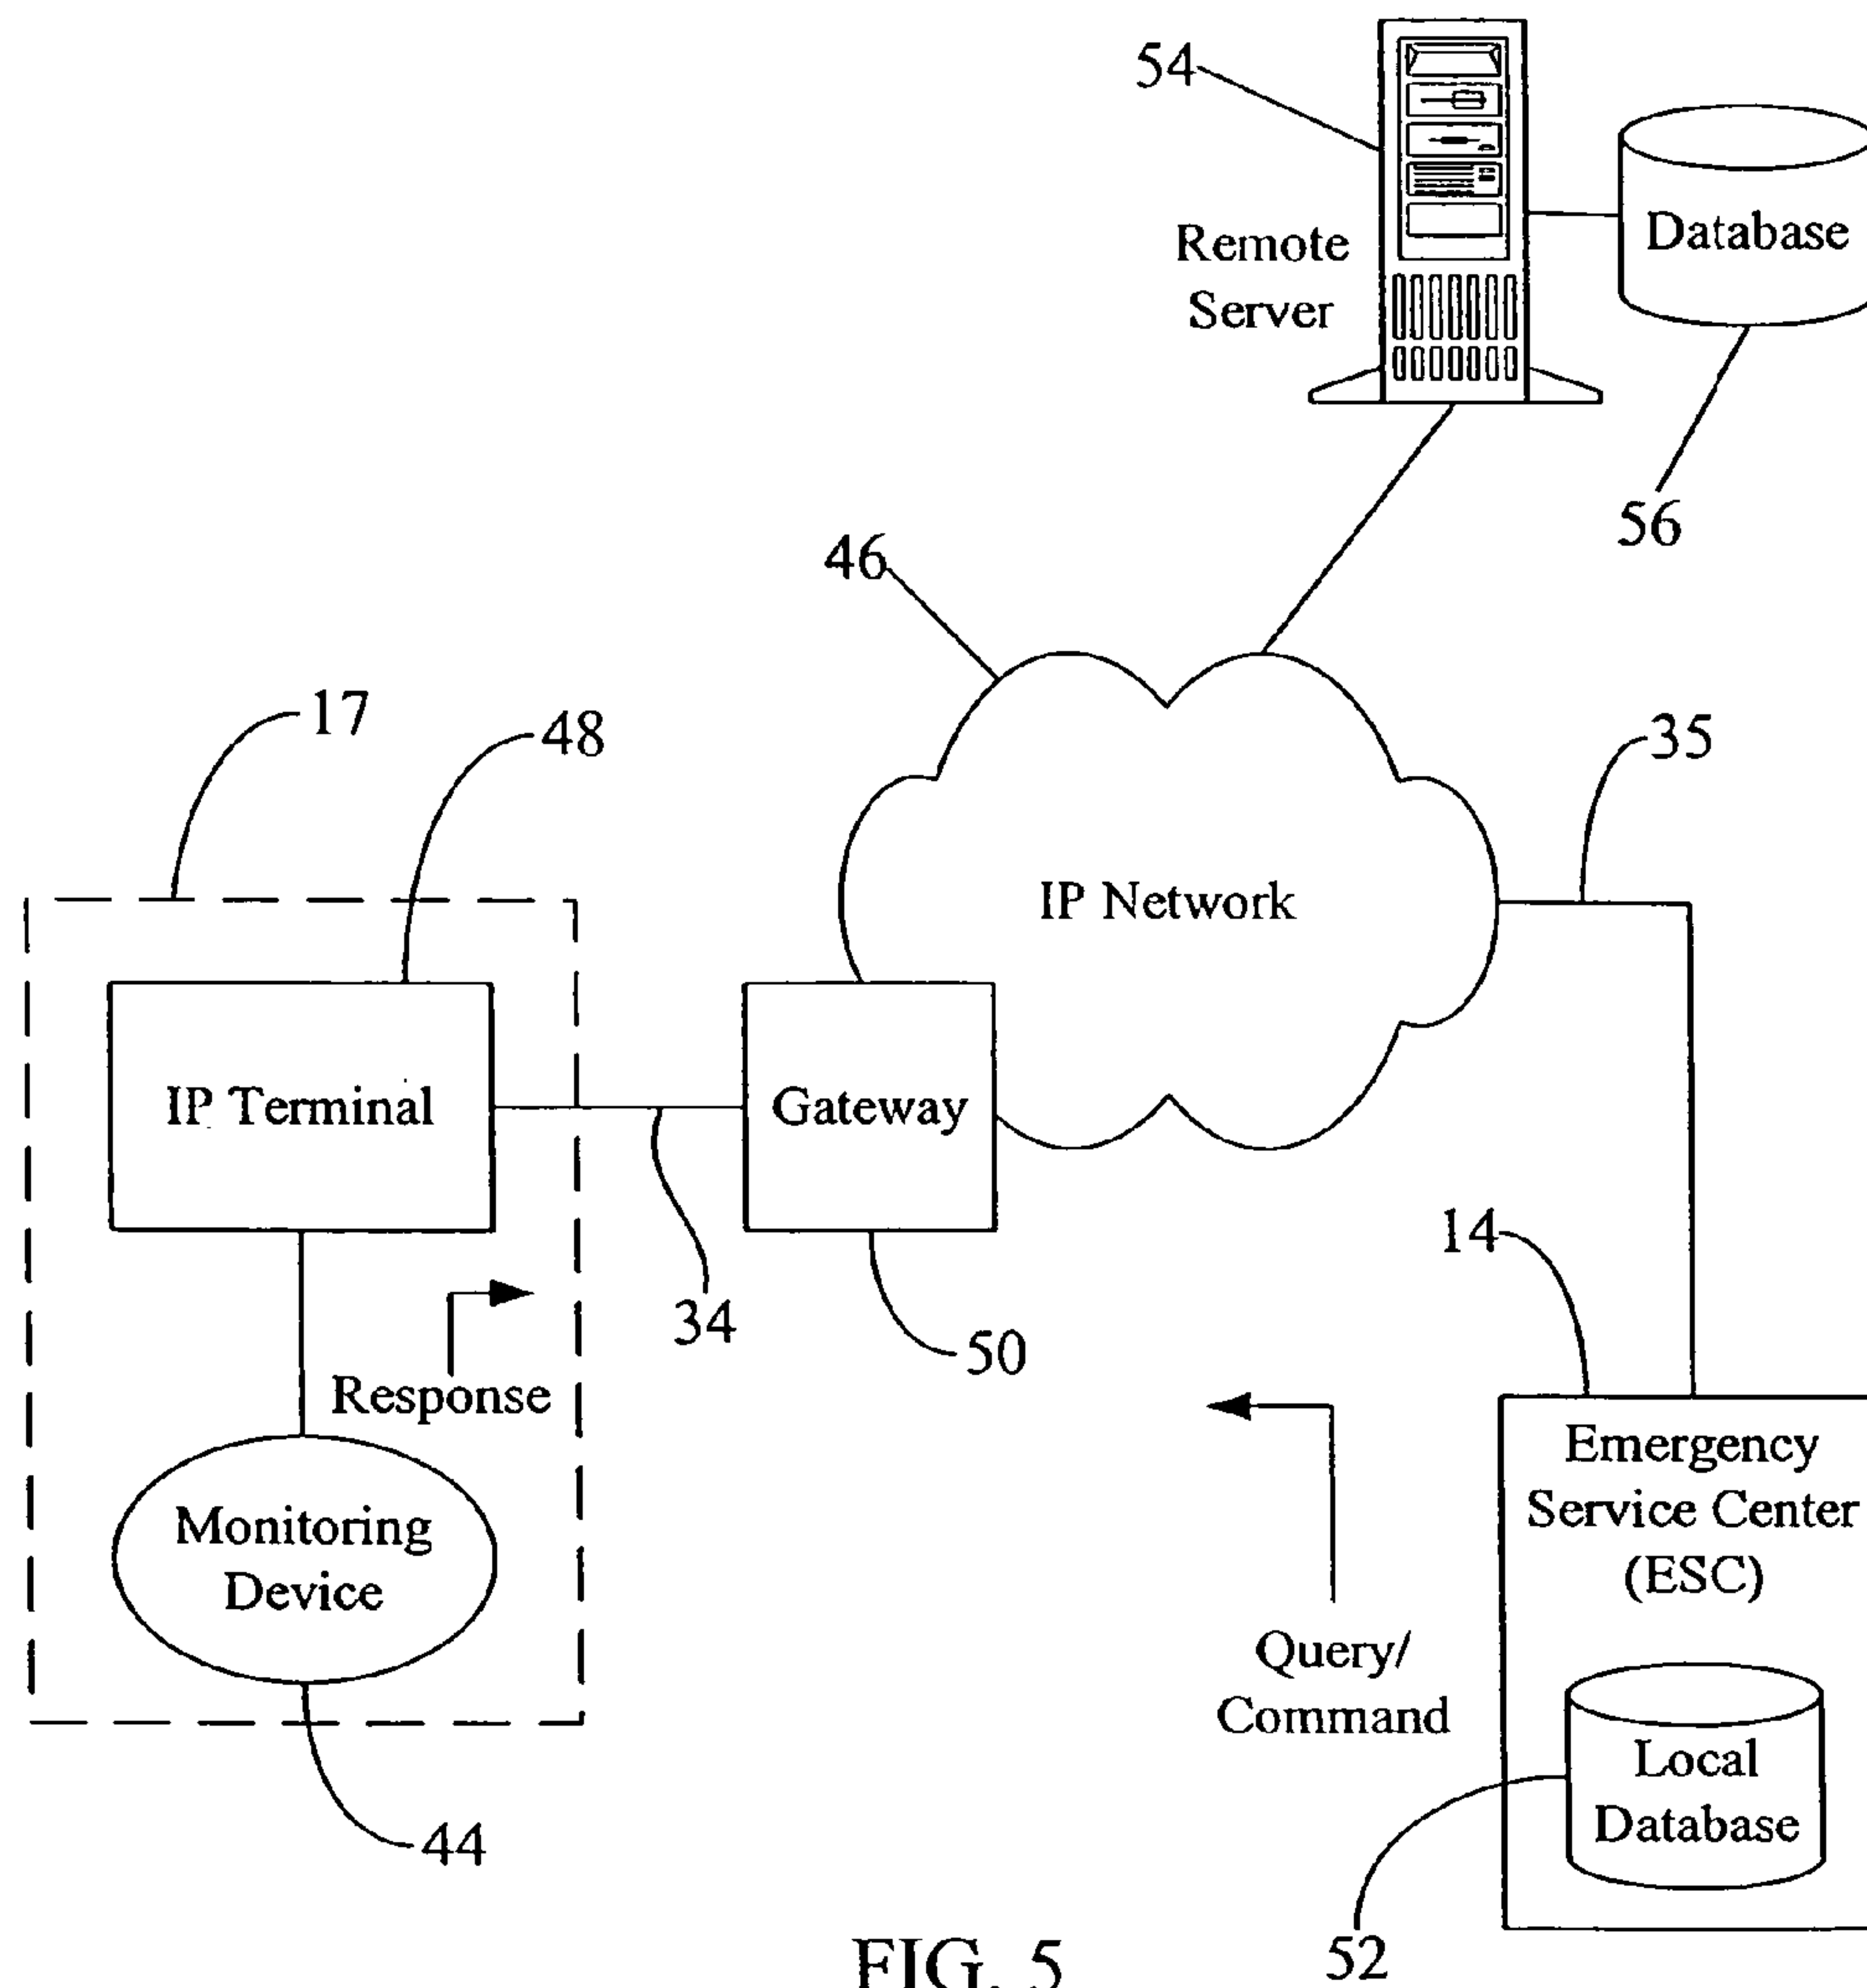 54
Remote
Server
Database
56
46
17
48
35
IP Network
IP Terminal
Gateway
34
50
14
Response
Monitoring
Device
44
Query/
Command
Emergency
Service Center
(ESC)
Local
Database
52
FIG. 5